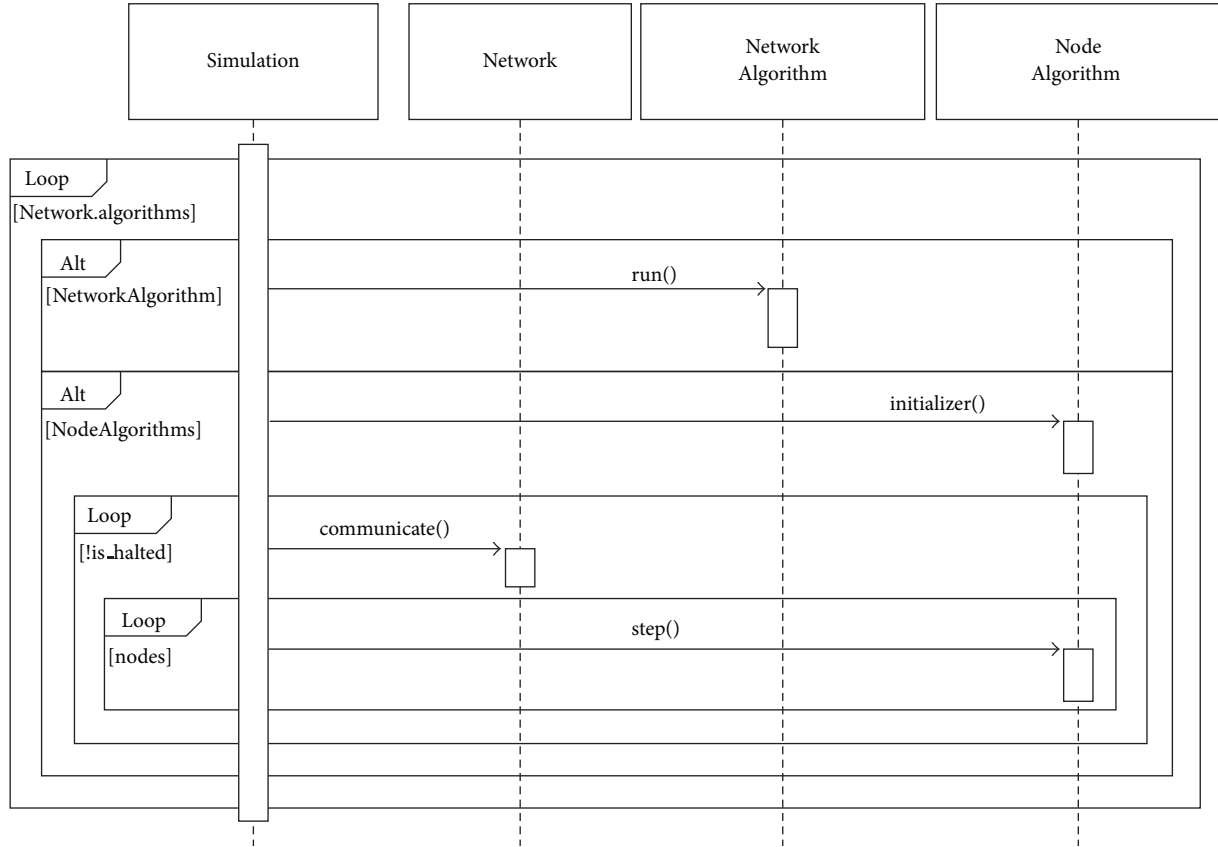 Simulation
Network
Network
Algorithm
Node
Algorithm
Loop
[Network.algorithms]
Alt
[NetworkAlgorithm]
run()
Alt
[NodeAlgorithms]
initializer()
Loop
[!is_halted]
communicate()
Loop
[nodes]
step()